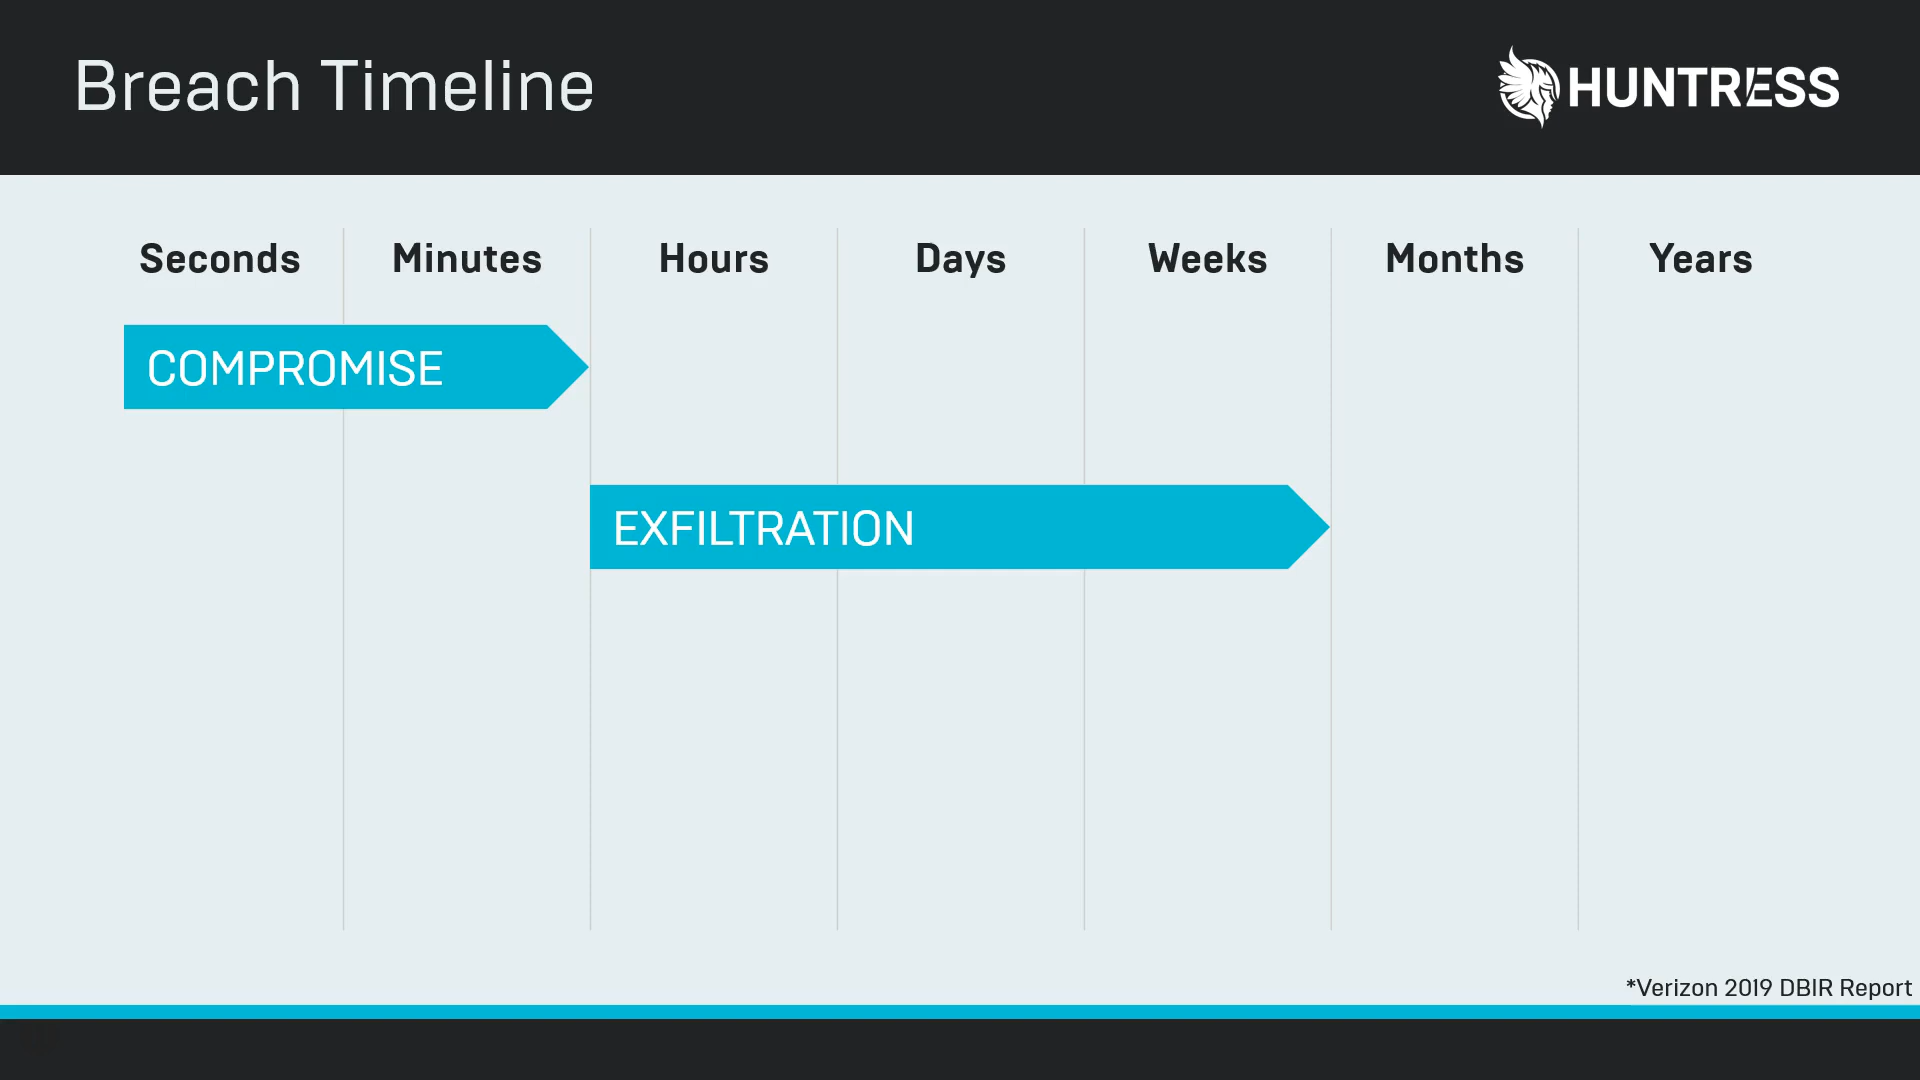 Breach Timeline
HUNTRESS
Seconds Minutes Hours Days Weeks Months Years
COMPROMISE
EXFILTRATION
*Verizon 2019 DBIR Report